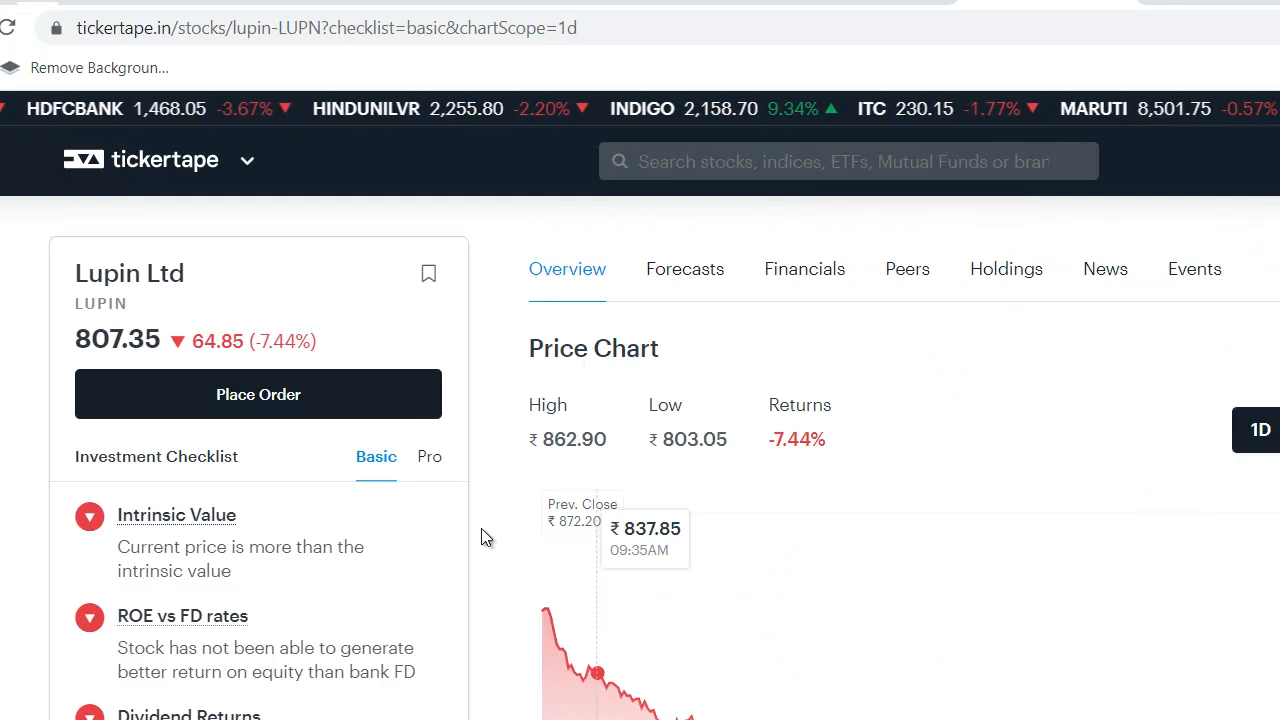 tickertape.in/stocks/lupin-LUPN?checklist=basic&chartScope=1d
Remove Backgroun...
HDFCBANK 1,468.05 -3.67% HINDUNILVR 2,255.80 -2.20% INDIGO 2,158.70 9.34% ITC 230.15 -1.77% MARUTI 8,501.75 -0.57%
tickertape
Search stocks, indices, ETFs, Mutual Funds or bran
Lupin Ltd
LUPIN
807.35 64.85 (-7.44%)
Place Order
Investment Checklist Basic Pro
Intrinsic Value
Current price is more than the
intrinsic value
ROE vs FD rates
Stock has not been able to generate
better return on equity than bank FD
Dividend Returns
Overview Forecasts Financials Peers Holdings News Events
Price Chart
High Low Returns
₹ 862.90 ₹ 803.05 -7.44%
1D
Prev. Close
₹ 872.20
₹ 837.85
09:35AM